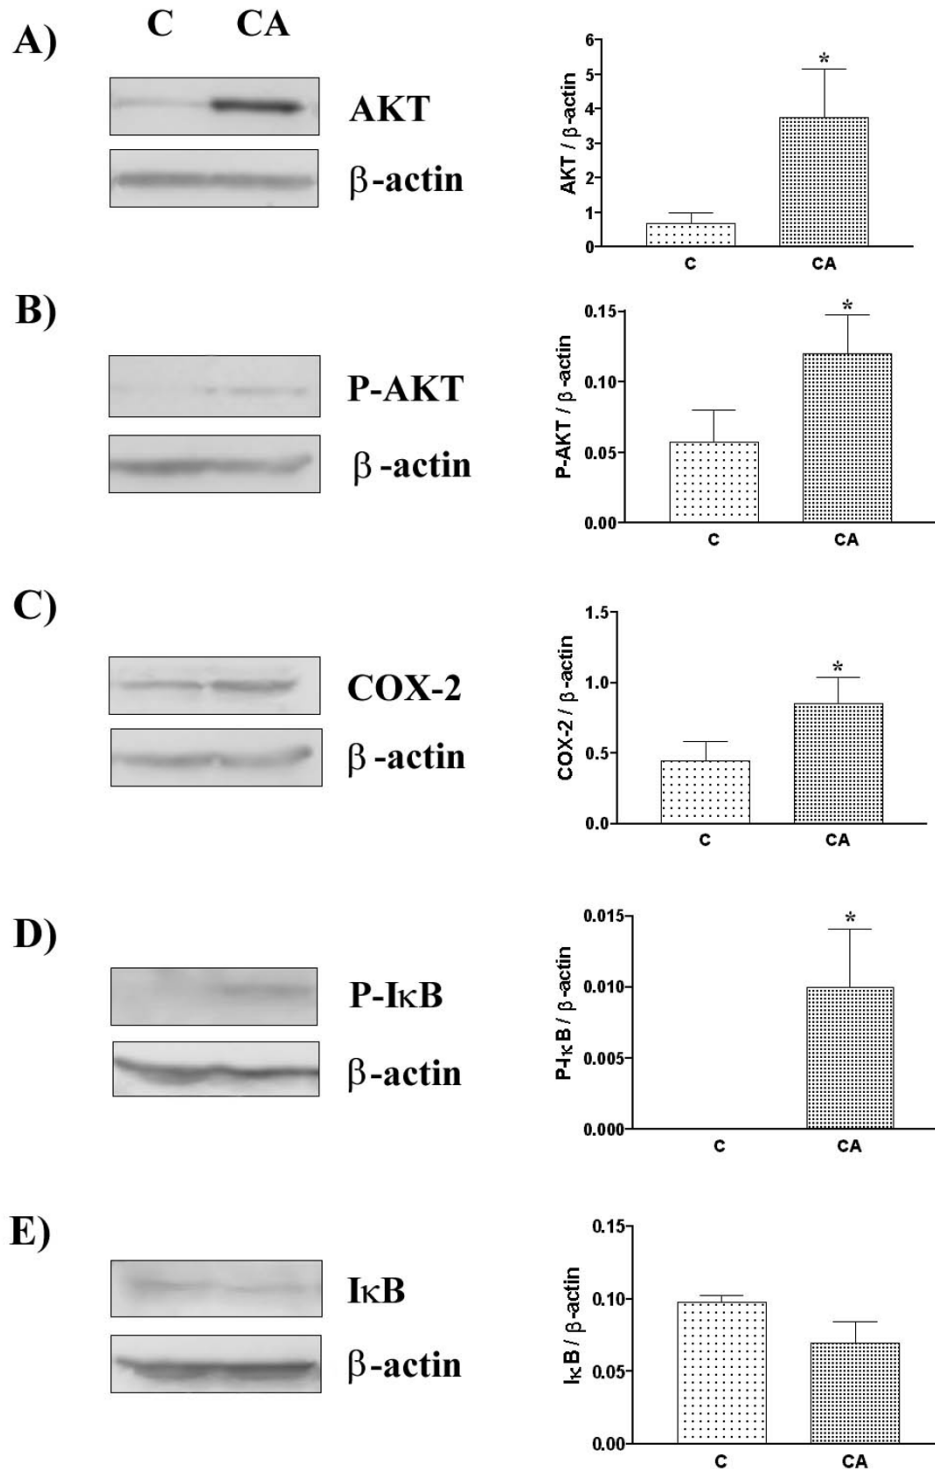 C CA
A)
AKT
β-actin
6
5
4
3
2
1
0
AKT / β-actin
*
C CA
B)
P-AKT
β-actin
0.15
0.10
0.05
0.00
P-AKT / β-actin
*
C CA
C)
COX-2
β-actin
1.5
1.0
0.5
0.0
COX-2 / β-actin
*
C CA
D)
P-IκB
β-actin
0.015
0.010
0.005
0.000
P-IκB / β-actin
*
C CA
E)
IκB
β-actin
0.15
0.10
0.05
0.00
IκB / β-actin
C CA